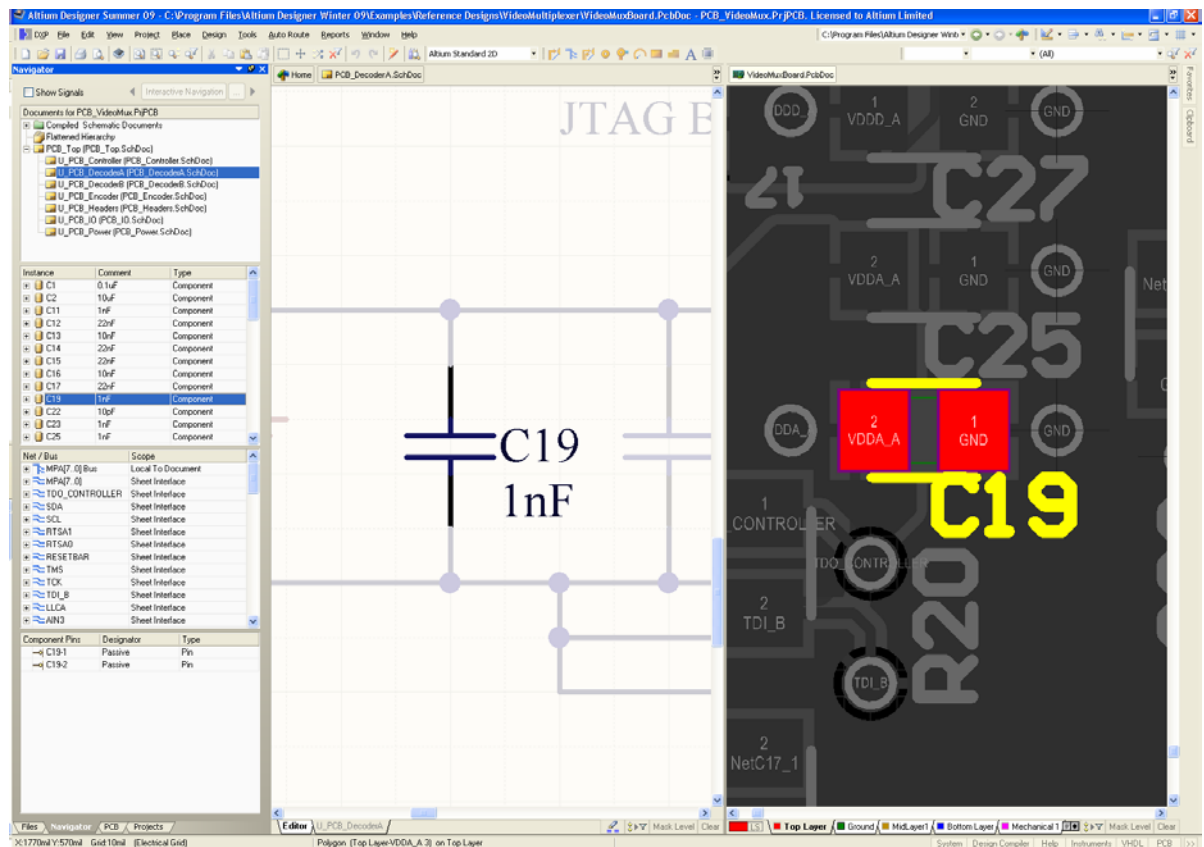 Altium Designer Summer 09 - C:\Program Files\Altium Designer Winter 09\Examples\Reference Designs\VideoMultiplexer\VideoMuxBoard.PcbDoc - PCB_VideoMux.PrjPCB. Licensed to Altium Limited
DXP File Edit View Project Place Design Tools Auto Route Reports Window Help
Altium Standard 2D
(All)
Navigator
Home PCB_DecoderA.SchDoc
VideoMuxBoard.PcbDoc
Favorites
Clipboard
Show Signals Interactive Navigation ...
Documents for PCB_VideoMux.PrjPCB
Compiled Schematic Documents
Flattened Hierarchy
PCB_Top (PCB_Top.SchDoc)
U_PCB_Controller (PCB_Controller.SchDoc)
U_PCB_DecoderA (PCB_DecoderA.SchDoc)
U_PCB_DecoderB (PCB_DecoderB.SchDoc)
U_PCB_Encoder (PCB_Encoder.SchDoc)
U_PCB_Headers (PCB_Headers.SchDoc)
U_PCB_IO (PCB_IO.SchDoc)
U_PCB_Power (PCB_Power.SchDoc)
Instance Comment Type
C1 0.1uF Component
C2 10uF Component
C11 1nF Component
C12 22nF Component
C13 10nF Component
C14 22nF Component
C15 22nF Component
C16 10nF Component
C17 22nF Component
C19 1nF Component
C22 10pF Component
C23 1nF Component
C25 1nF Component
Net / Bus Scope
MPA[7..0] Bus Local To Document
MPA[7..0] Sheet Interface
TDO_CONTROLLER Sheet Interface
SDA Sheet Interface
SCL Sheet Interface
RTSA1 Sheet Interface
RTSA0 Sheet Interface
RESETBAR Sheet Interface
TMS Sheet Interface
TCK Sheet Interface
TDI_B Sheet Interface
LLCA Sheet Interface
AIN3 Sheet Interface
Component Pins Designator Type
C19-1 Passive Pin
C19-2 Passive Pin
JTAG B
C19
1nF
DDD_
1
VDDD_A
2
GND
GND
17
C27
2
VDDA_A
1
GND
GND
Net
C25
DDA_
2
VDDA_A
1
GND
GND
C19
1
_CONTROLLER
TDO_CONTROLLER
R20
2
TDI_B
TDI_B
2
NetC17_1
Files Navigator PCB Projects
Editor U_PCB_DecoderA
Mask Level Clear
LS Top Layer Ground MidLayer1 Bottom Layer Mechanical 1 Mask Level Clear
X:1770mil Y:570mil Grid:10mil (Electrical Grid) Polygon (Top Layer-VDDA_A 3) on Top Layer
System Design Compiler Help Instruments VHDL PCB >>